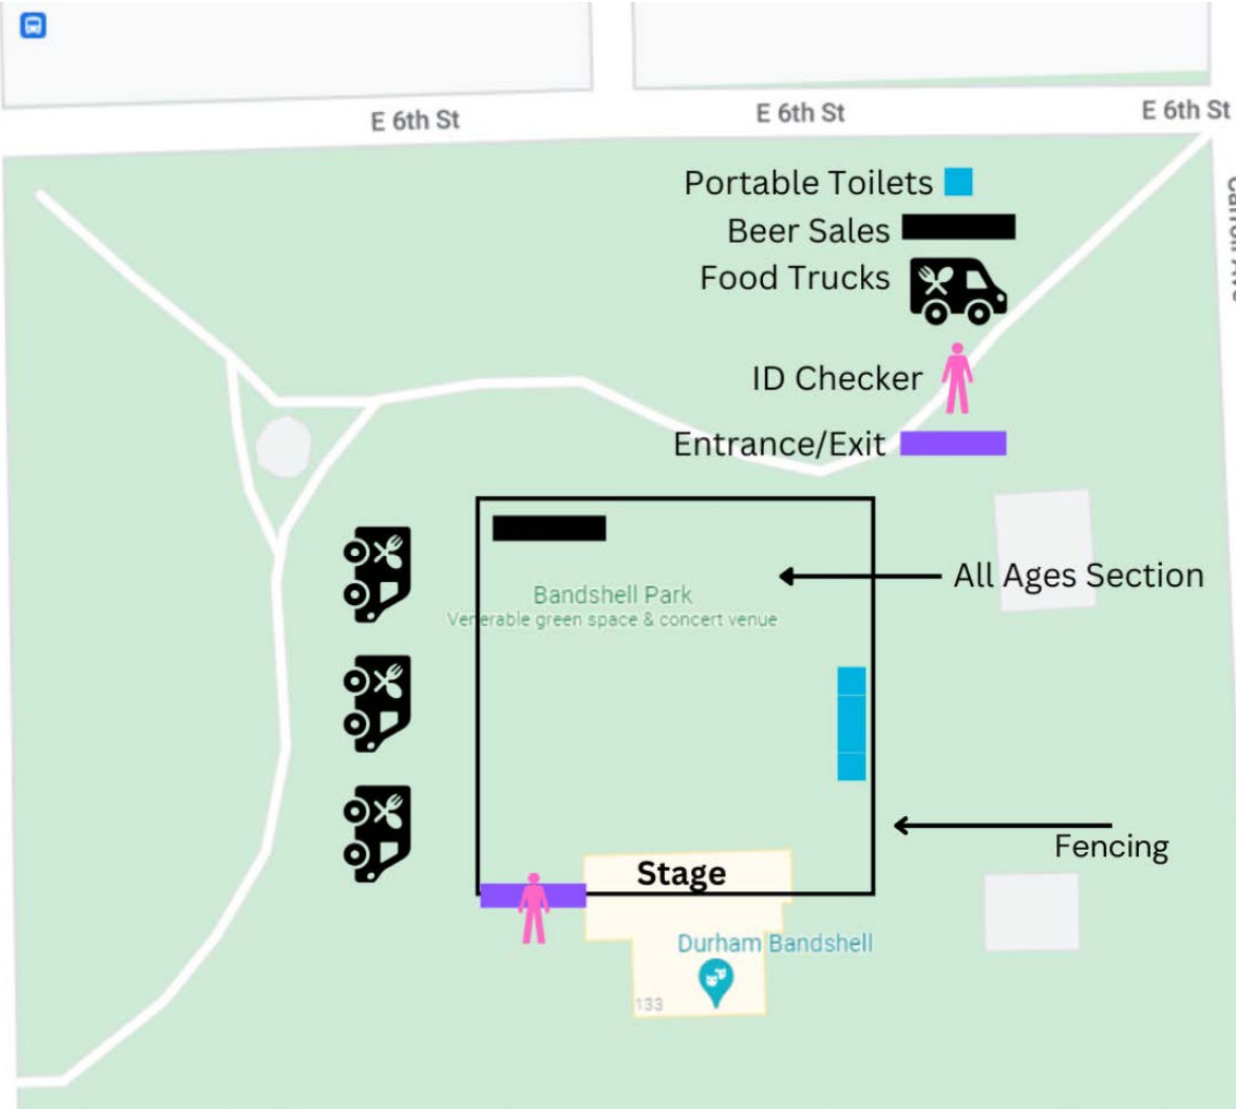 E 6th St
E 6th St
E 6th St
Portable Toilets
Beer Sales
Food Trucks
ID Checker
Entrance/Exit
All Ages Section
Bandshell Park
Venerable green space & concert venue
Fencing
Stage
Durham Bandshell
133